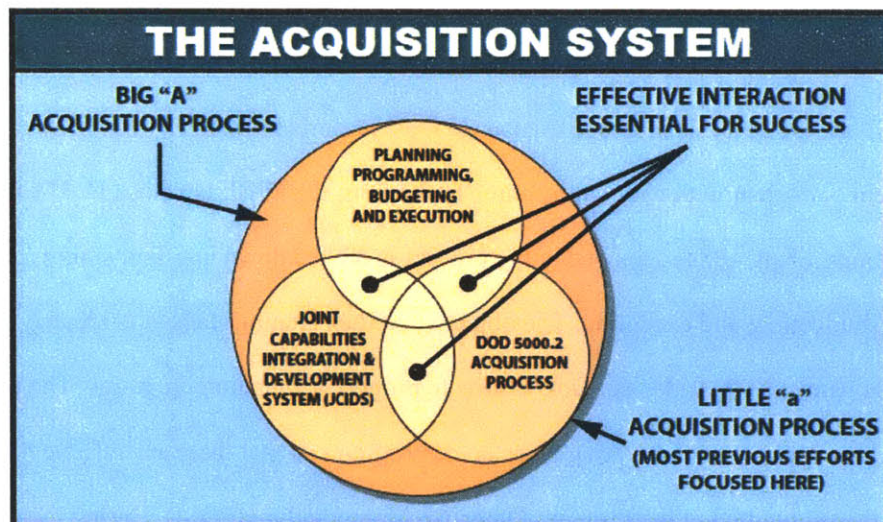 THE ACQUISITION SYSTEM
BIG “A”
ACQUISITION PROCESS
EFFECTIVE INTERACTION
ESSENTIAL FOR SUCCESS
PLANNING
PROGRAMMING,
BUDGETING
AND EXECUTION
JOINT
CAPABILITIES
INTEGRATION &
DEVELOPMENT
SYSTEM (JCIDS)
DOD 5000.2
ACQUISITION
PROCESS
LITTLE “a”
ACQUISITION PROCESS
(MOST PREVIOUS EFFORTS
FOCUSED HERE)